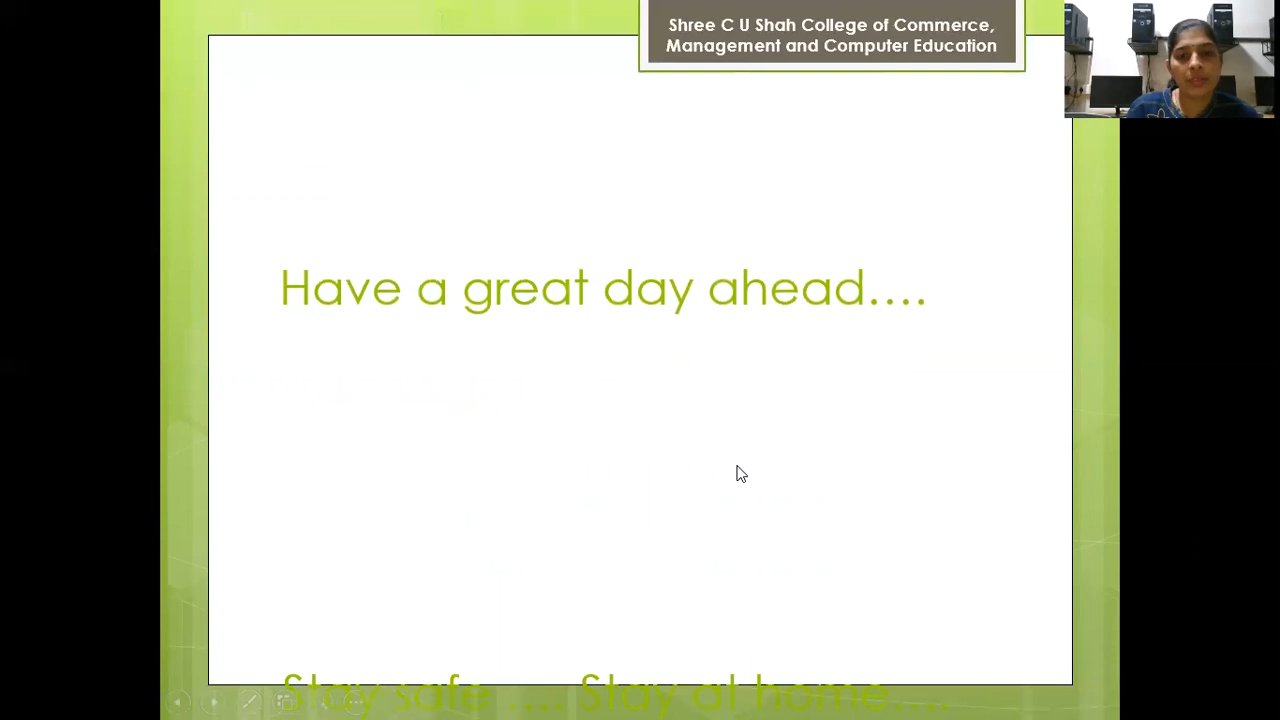 Shree C U Shah College of Commerce,
Management and Computer Education
Have a great day ahead....
Stay safe .... Stay at home....